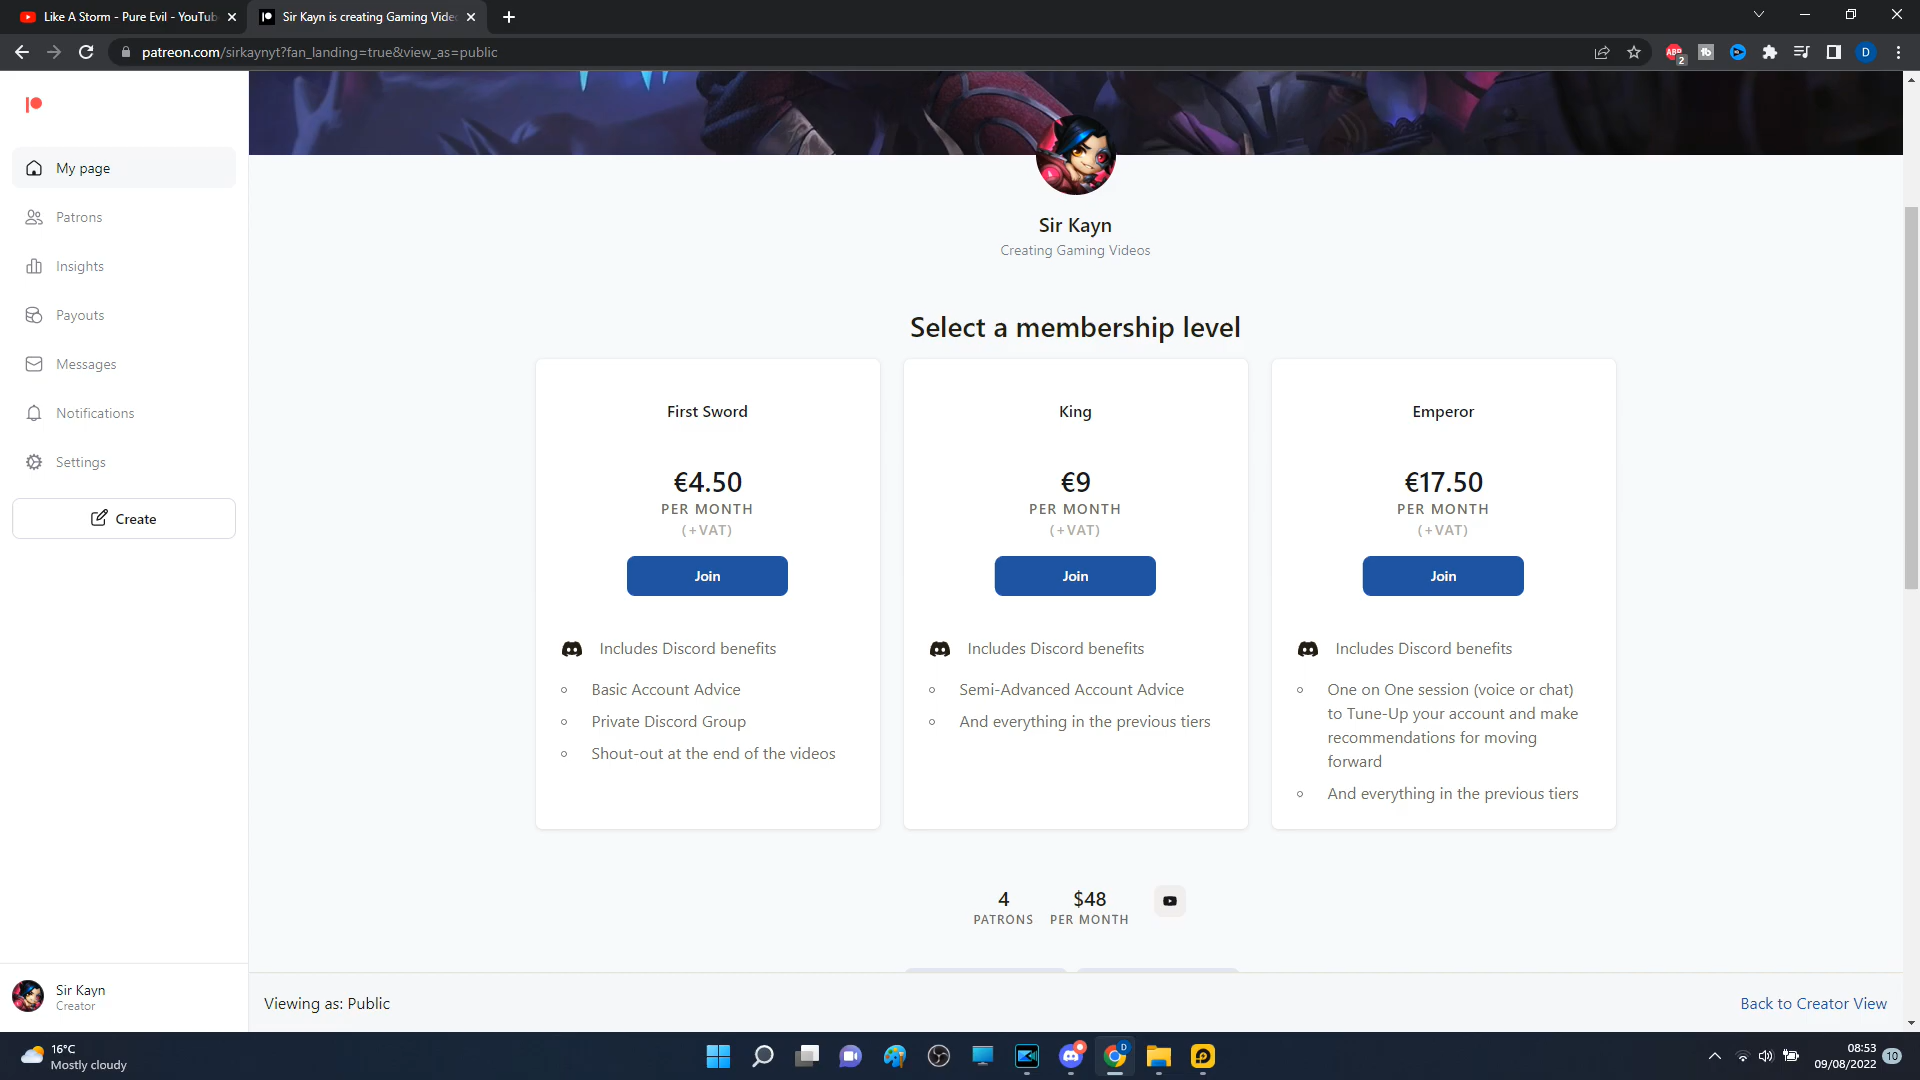 Like A Storm - Pure Evil - YouTub
Sir Kayn is creating Gaming Vide
patreon.com/sirkaynyt?fan_landing=true&view_as=public
ABP
2
tb
D
My page
Patrons
Insights
Payouts
Messages
Notifications
Settings
Create
Sir Kayn
Creating Gaming Videos
Select a membership level
First Sword
€4.50
PER MONTH
(+VAT)
Join
Includes Discord benefits
Basic Account Advice
Private Discord Group
Shout-out at the end of the videos
King
€9
PER MONTH
(+VAT)
Join
Includes Discord benefits
Semi-Advanced Account Advice
And everything in the previous tiers
Emperor
€17.50
PER MONTH
(+VAT)
Join
Includes Discord benefits
One on One session (voice or chat)
to Tune-Up your account and make
recommendations for moving
forward
And everything in the previous tiers
4
PATRONS
$48
PER MONTH
Sir Kayn
Creator
Viewing as: Public
Back to Creator View
16°C
Mostly cloudy
D
08:53
09/08/2022
10